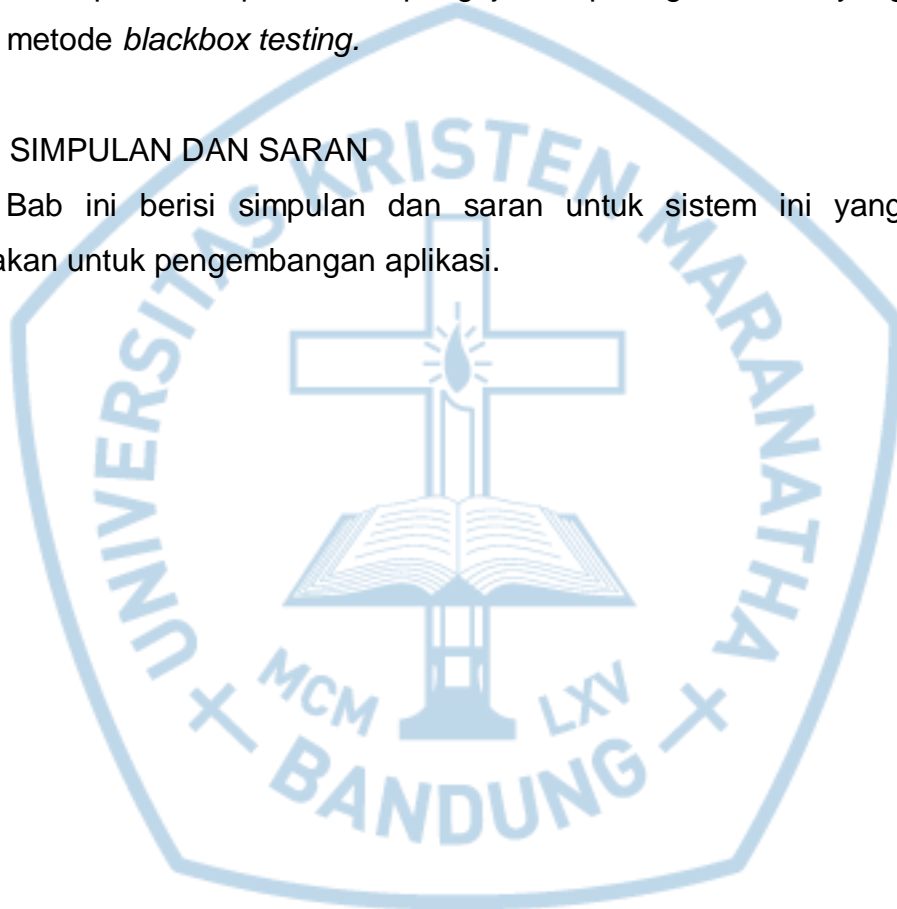 metode blackbox testing.
SIMPULAN DAN SARAN
Bab ini berisi simpulan dan saran untuk sistem ini yang
akan untuk pengembangan aplikasi.
UNIVERSITAS KRISTEN MARANATHA
MCM LXV
BANDUNG